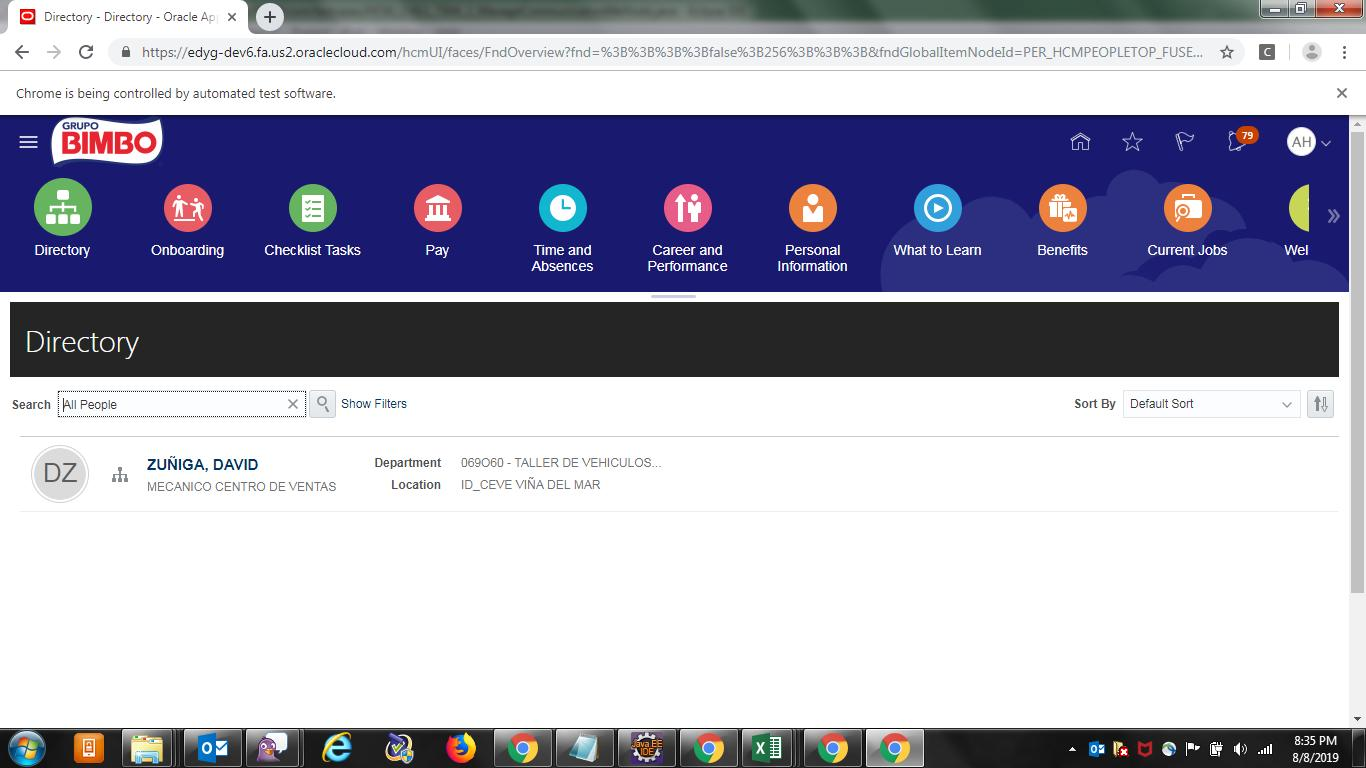 Directory - Directory - Oracle Ap
https://edyg-dev6.fa.us2.oraclecloud.com/hcmUI/faces/FndOverview?fnd=%3B%3B%3B%3Bfalse%3B256%3B%3B%3B&fndGlobalItemNodeId=PER_HCMPEOPLETOP_FUSE...
C
Chrome is being controlled by automated test software.
GRUPO
BIMBO
79
AH
Directory
Onboarding
Checklist Tasks
Pay
Time and
Absences
Career and
Performance
Personal
Information
What to Learn
Benefits
Current Jobs
Wel
Directory
Search All People Show Filters
Sort By Default Sort
DZ
ZUÑIGA, DAVID
MECANICO CENTRO DE VENTAS
Department 069O60 - TALLER DE VEHICULOS...
Location ID_CEVE VIÑA DEL MAR
Java EE
IDE
8:35 PM
8/8/2019